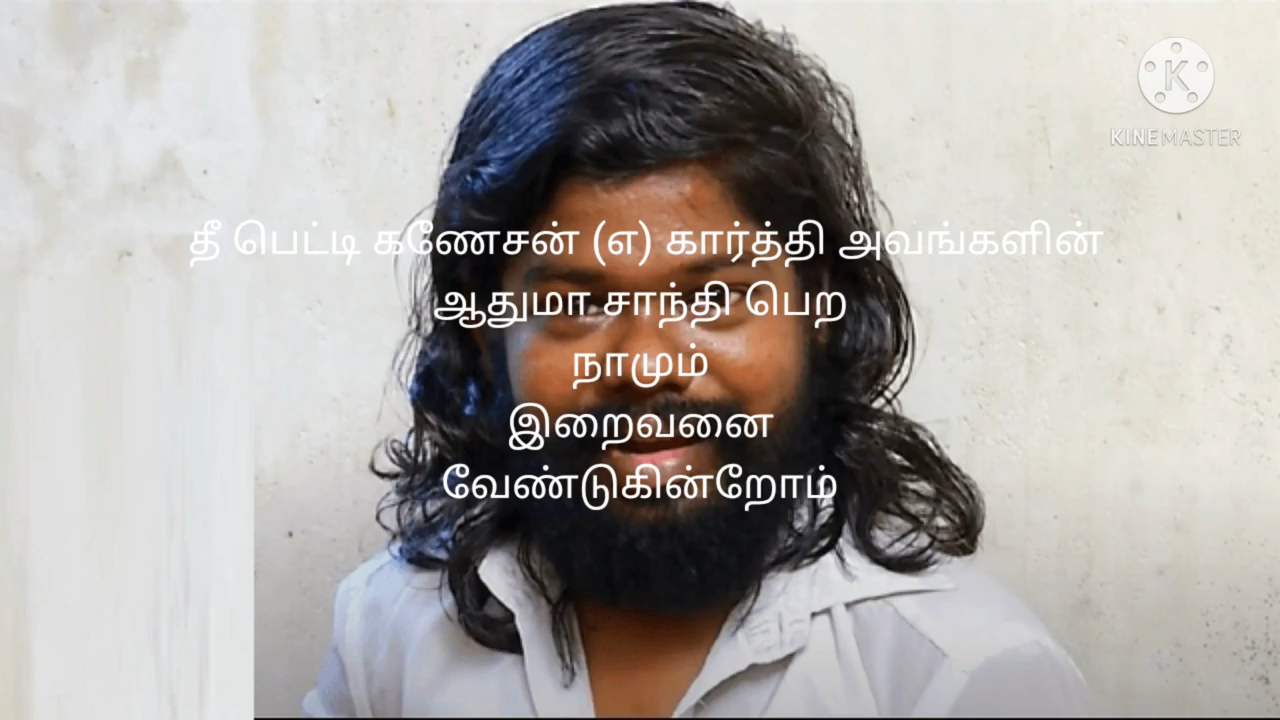 தீ பெட்டி கணேசன் (எ) கார்த்தி அவங்களின்
ஆதுமா சாந்தி பெற
நாமும்
இறைவனை
வேண்டுகின்றோம்
K
KINEMASTER